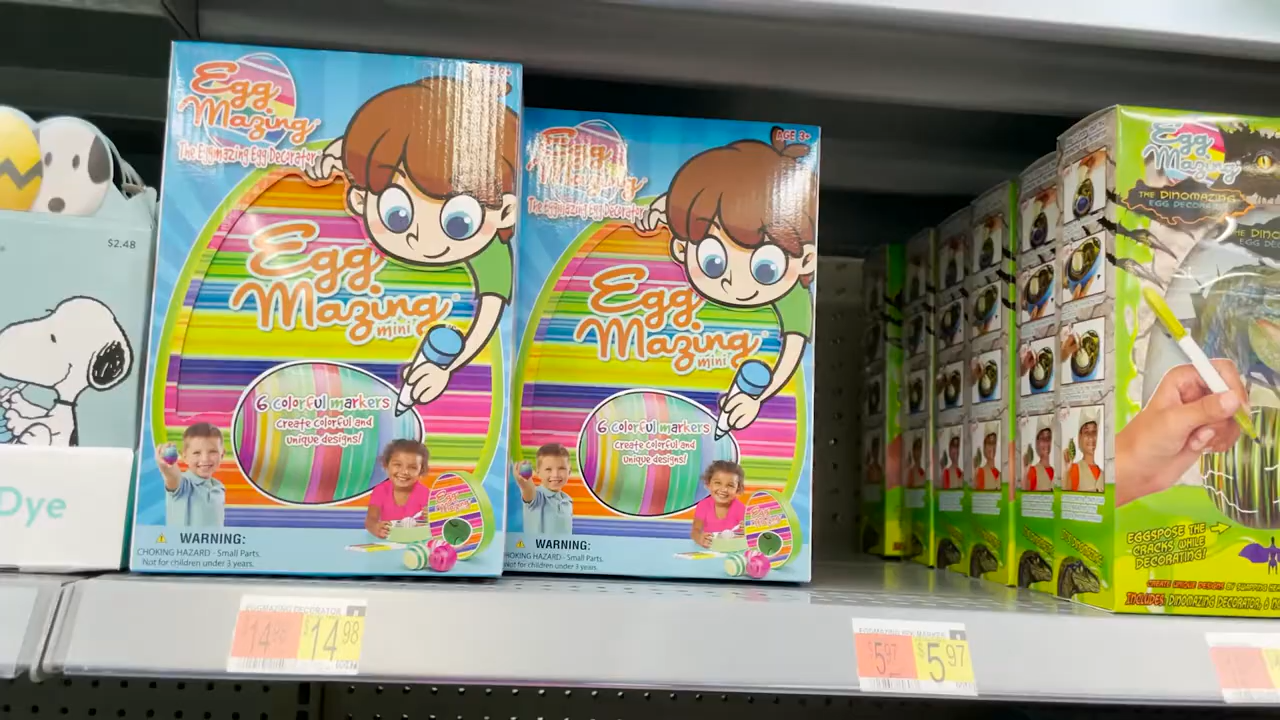 $2.48
Dye
Egg
Mazing
The Eggmazing Egg Decorator
Egg
Mazing
mini
6 colorful markers
create colorful and
unique designs!
WARNING:
CHOKING HAZARD - Small Parts.
Not for children under 3 years.
AGE 3+
Egg
Mazing
The Eggmazing Egg Decorator
Egg
Mazing
mini
6 colorful markers
create colorful and
unique designs!
WARNING:
CHOKING HAZARD - Small Parts.
Not for children under 3 years.
Egg
Mazing
THE DINOMAZING
EGG DECORATOR
EGGSPOSE THE
CRACKS WHILE
DECORATING!
INCLUDES: DINOMAZING DECORATOR,
EGGMAZING DECORATOR
$14.98
$5.97 $5.97